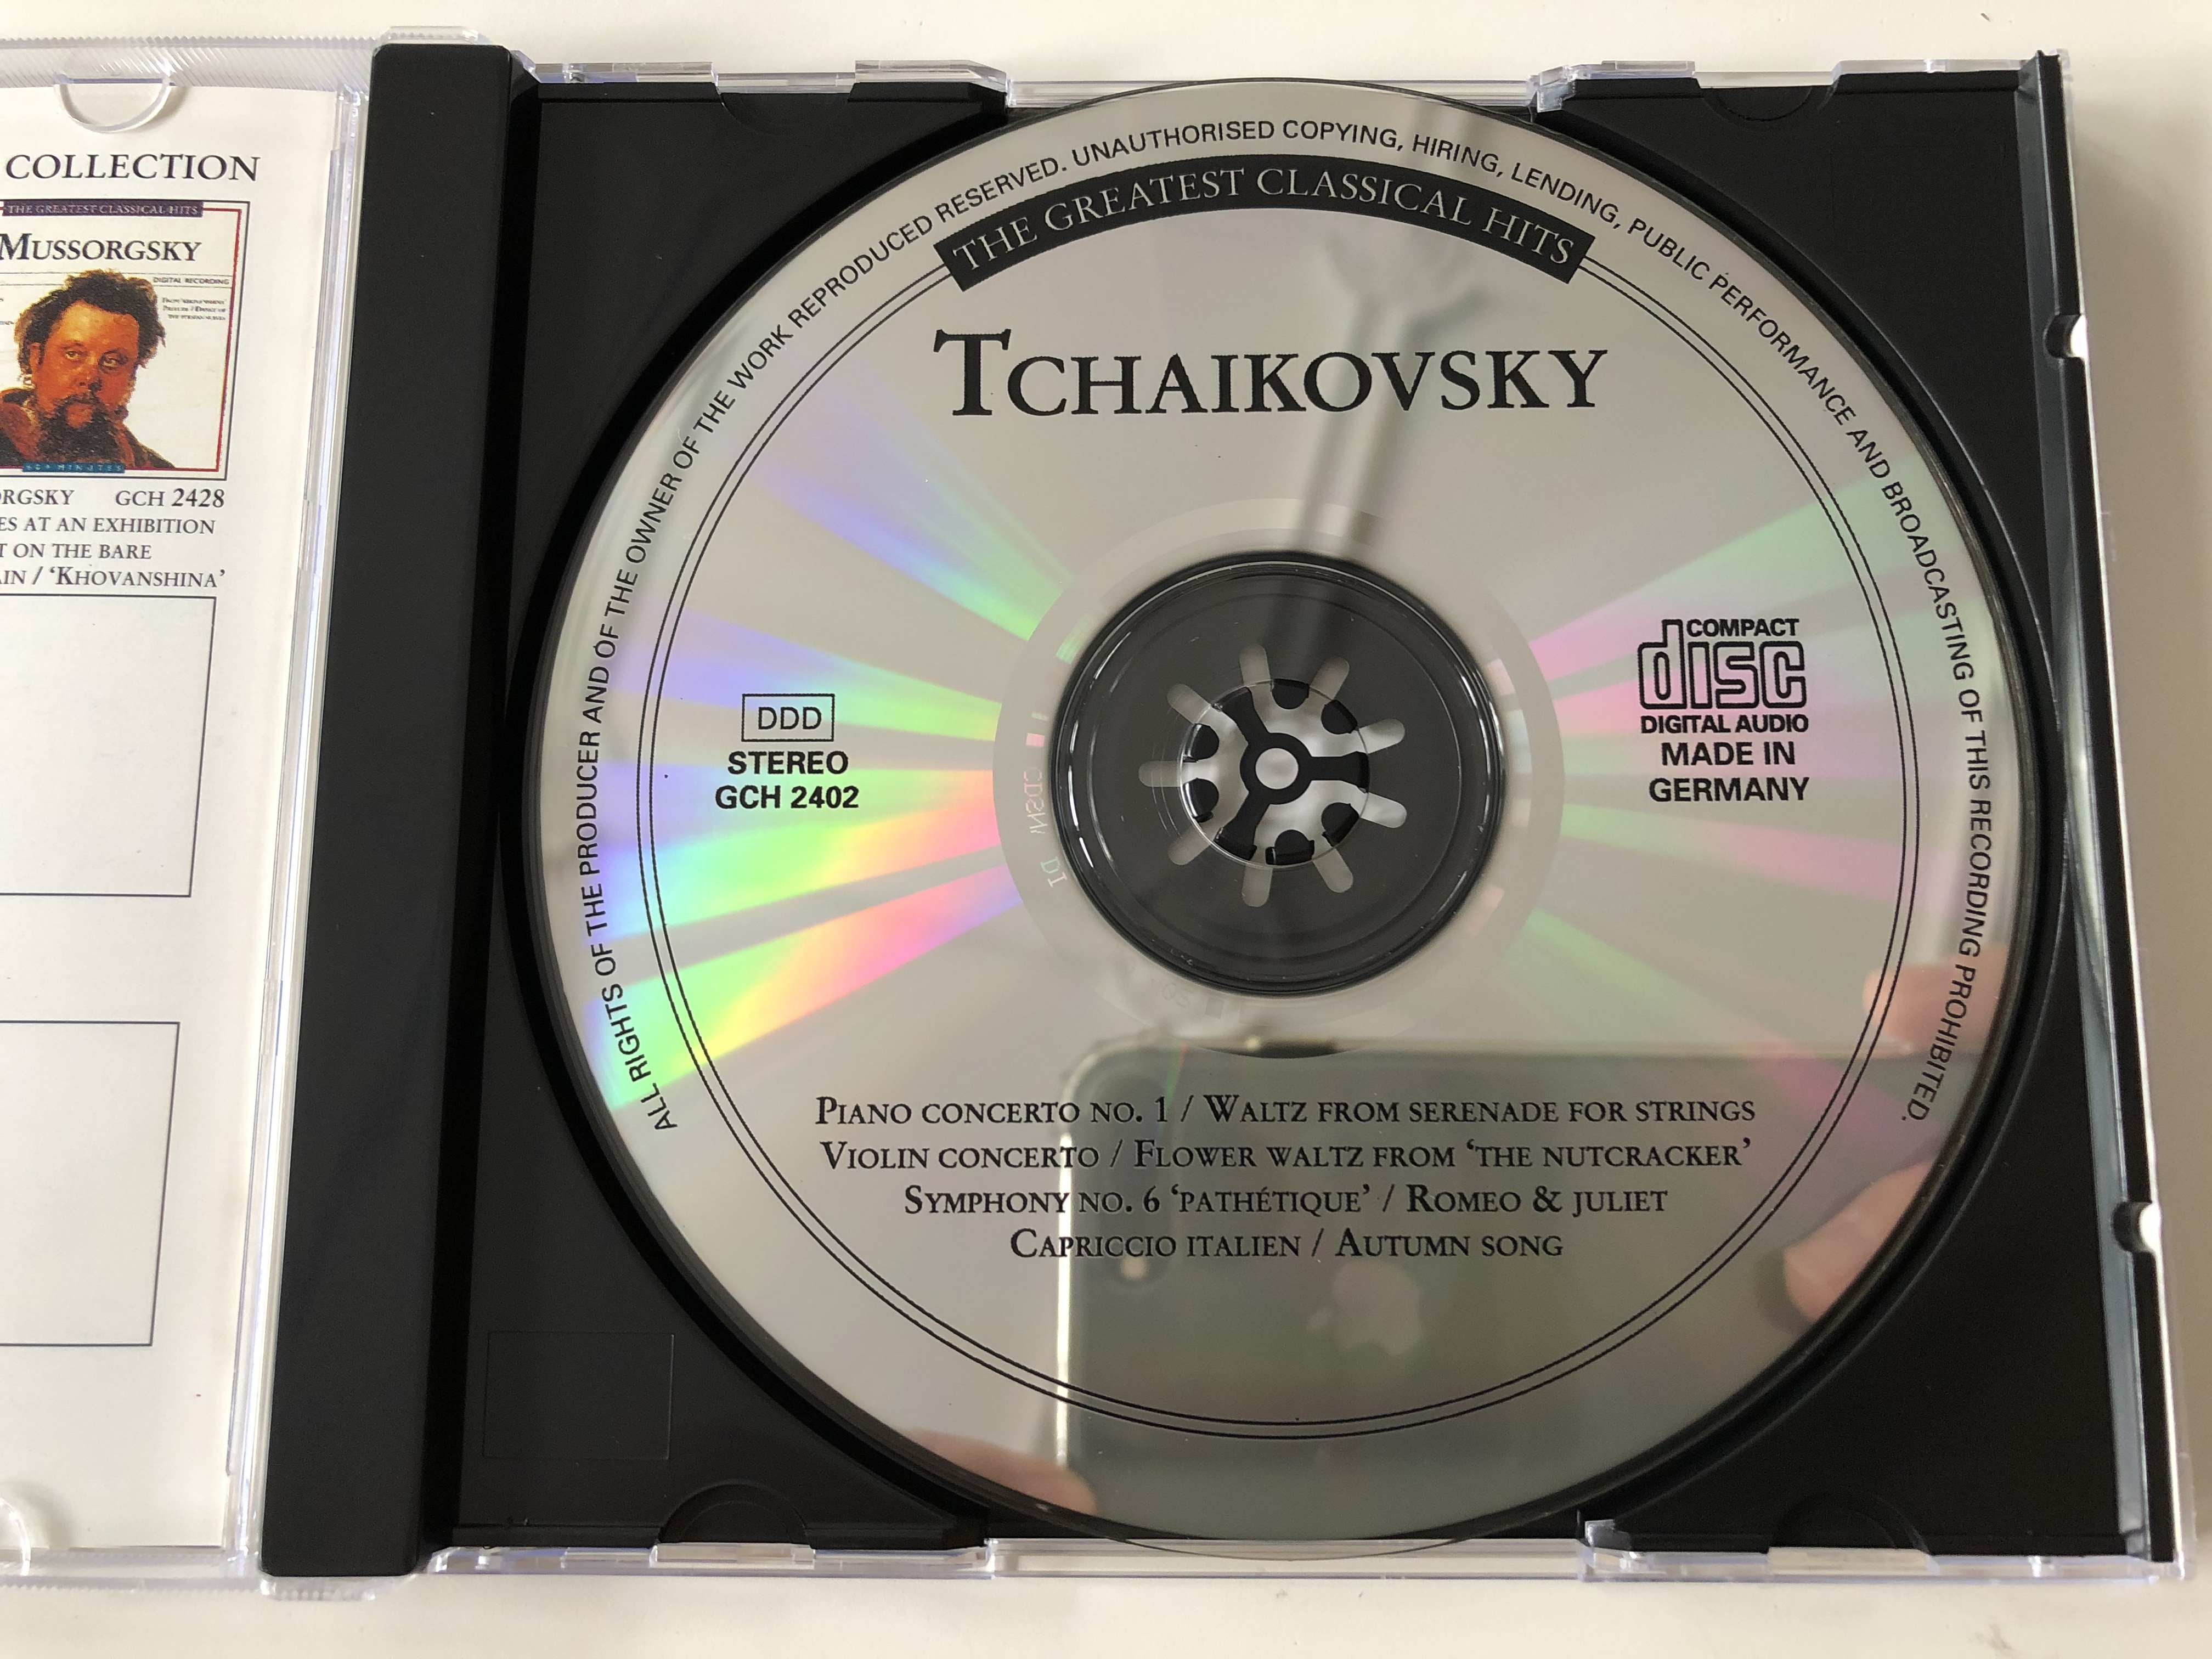 COLLECTION
THE GREATEST CLASSICAL HITS
MUSSORGSKY
DIGITAL RECORDING
GCH 2428
AT AN EXHIBITION
ON THE BARE
/ ‘KHOVANSHINA’
ALL RIGHTS OF THE PRODUCER AND OF THE OWNER OF THE WORK REPRODUCED RESERVED. UNAUTHORISED COPYING, HIRING, LENDING, PUBLIC PERFORMANCE AND BROADCASTING OF THIS RECORDING PROHIBITED.
THE GREATEST CLASSICAL HITS
TCHAIKOVSKY
DDD
STEREO
GCH 2402
COMPACT
disc
DIGITAL AUDIO
MADE IN
GERMANY
PIANO CONCERTO NO. 1 / WALTZ FROM SERENADE FOR STRINGS
VIOLIN CONCERTO / FLOWER WALTZ FROM ‘THE NUTCRACKER’
SYMPHONY NO. 6 ‘PATHÉTIQUE’ / ROMEO & JULIET
CAPRICCIO ITALIEN / AUTUMN SONG